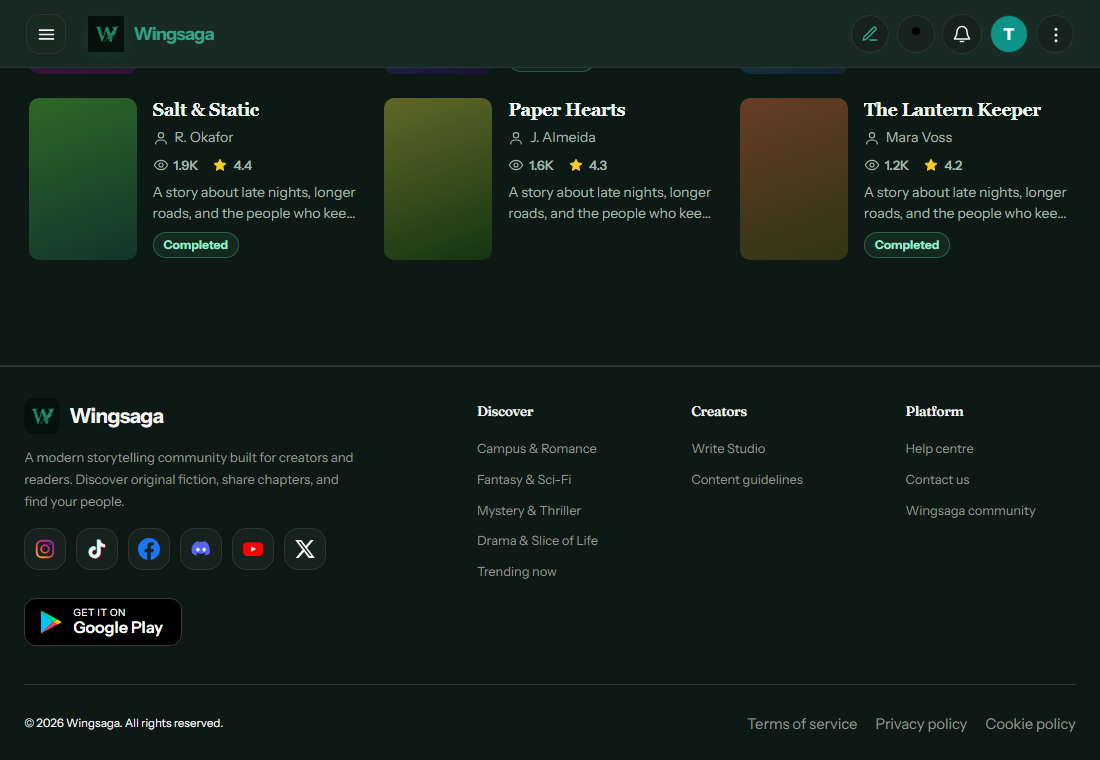 Wingsaga
T
Salt & Static
R. Okafor
1.9K 4.4
A story about late nights, longer
roads, and the people who kee...
Completed
Paper Hearts
J. Almeida
1.6K 4.3
A story about late nights, longer
roads, and the people who kee...
The Lantern Keeper
Mara Voss
1.2K 4.2
A story about late nights, longer
roads, and the people who kee...
Completed
Wingsaga
A modern storytelling community built for creators and
readers. Discover original fiction, share chapters, and
find your people.
GET IT ON
Google Play
Discover
Campus & Romance
Fantasy & Sci-Fi
Mystery & Thriller
Drama & Slice of Life
Trending now
Creators
Write Studio
Content guidelines
Platform
Help centre
Contact us
Wingsaga community
© 2026 Wingsaga. All rights reserved.
Terms of service Privacy policy Cookie policy